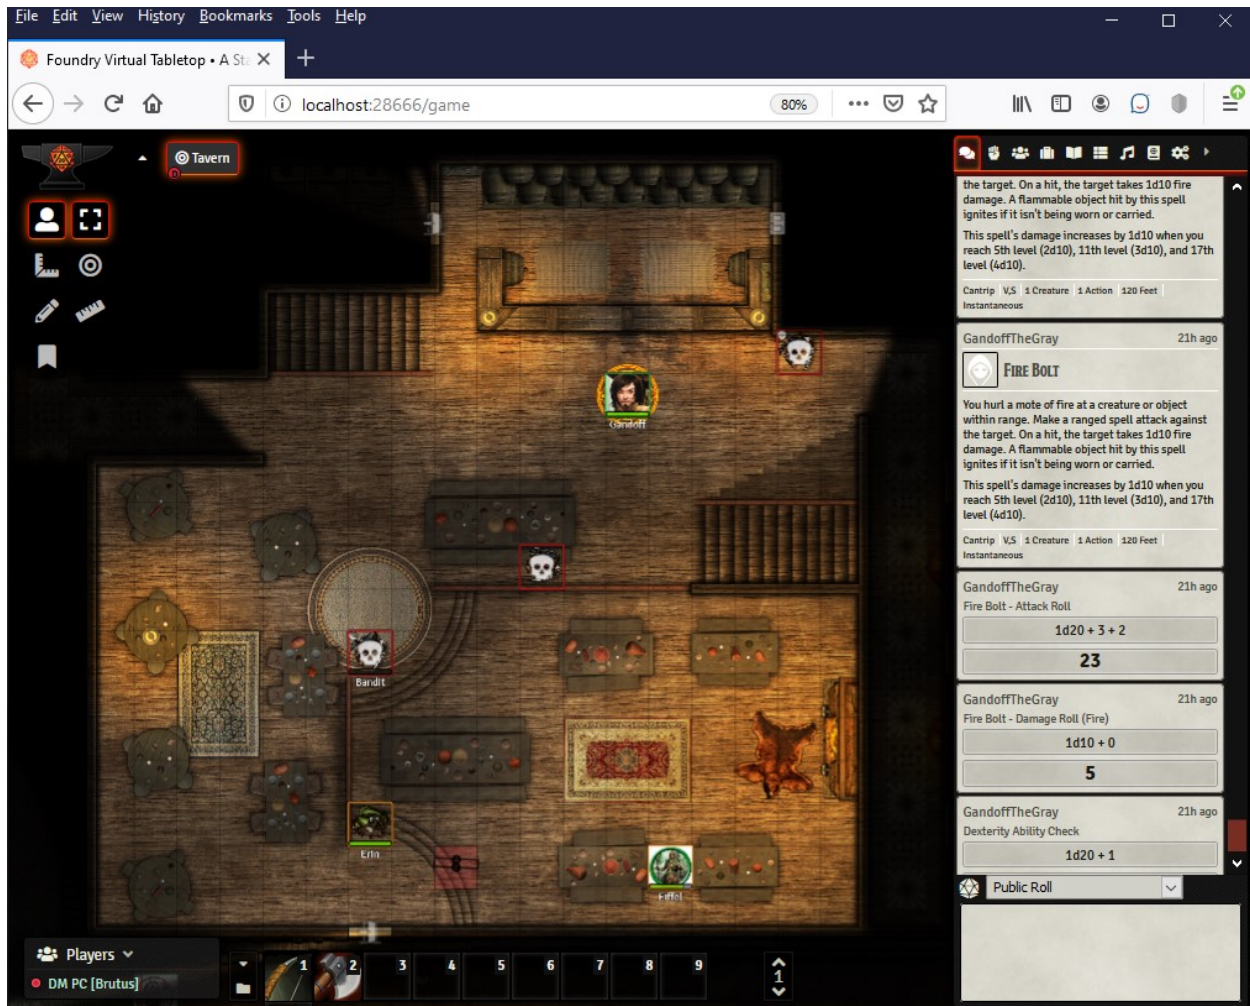 File Edit View History Bookmarks Tools Help
Foundry Virtual Tabletop • A Sta
localhost:28666/game
80%
Tavern
D
the target. On a hit, the target takes 1d10 fire
damage. A flammable object hit by this spell
ignites if it isn't being worn or carried.
This spell's damage increases by 1d10 when you
reach 5th level (2d10), 11th level (3d10), and 17th
level (4d10).
Cantrip V,S 1 Creature 1 Action 120 Feet
Instantaneous
GandoffTheGray 21h ago
FIRE BOLT
You hurl a mote of fire at a creature or object
within range. Make a ranged spell attack against
the target. On a hit, the target takes 1d10 fire
damage. A flammable object hit by this spell
ignites if it isn't being worn or carried.
This spell's damage increases by 1d10 when you
reach 5th level (2d10), 11th level (3d10), and 17th
level (4d10).
Cantrip V,S 1 Creature 1 Action 120 Feet
Instantaneous
GandoffTheGray 21h ago
Fire Bolt - Attack Roll
1d20 + 3 + 2
23
GandoffTheGray 21h ago
Fire Bolt - Damage Roll (Fire)
1d10 + 0
5
GandoffTheGray 21h ago
Dexterity Ability Check
1d20 + 1
Public Roll
Gandoff
Bandit
Erin
Eiffel
Players
DM PC [Brutus]
1 2 3 4 5 6 7 8 9
1